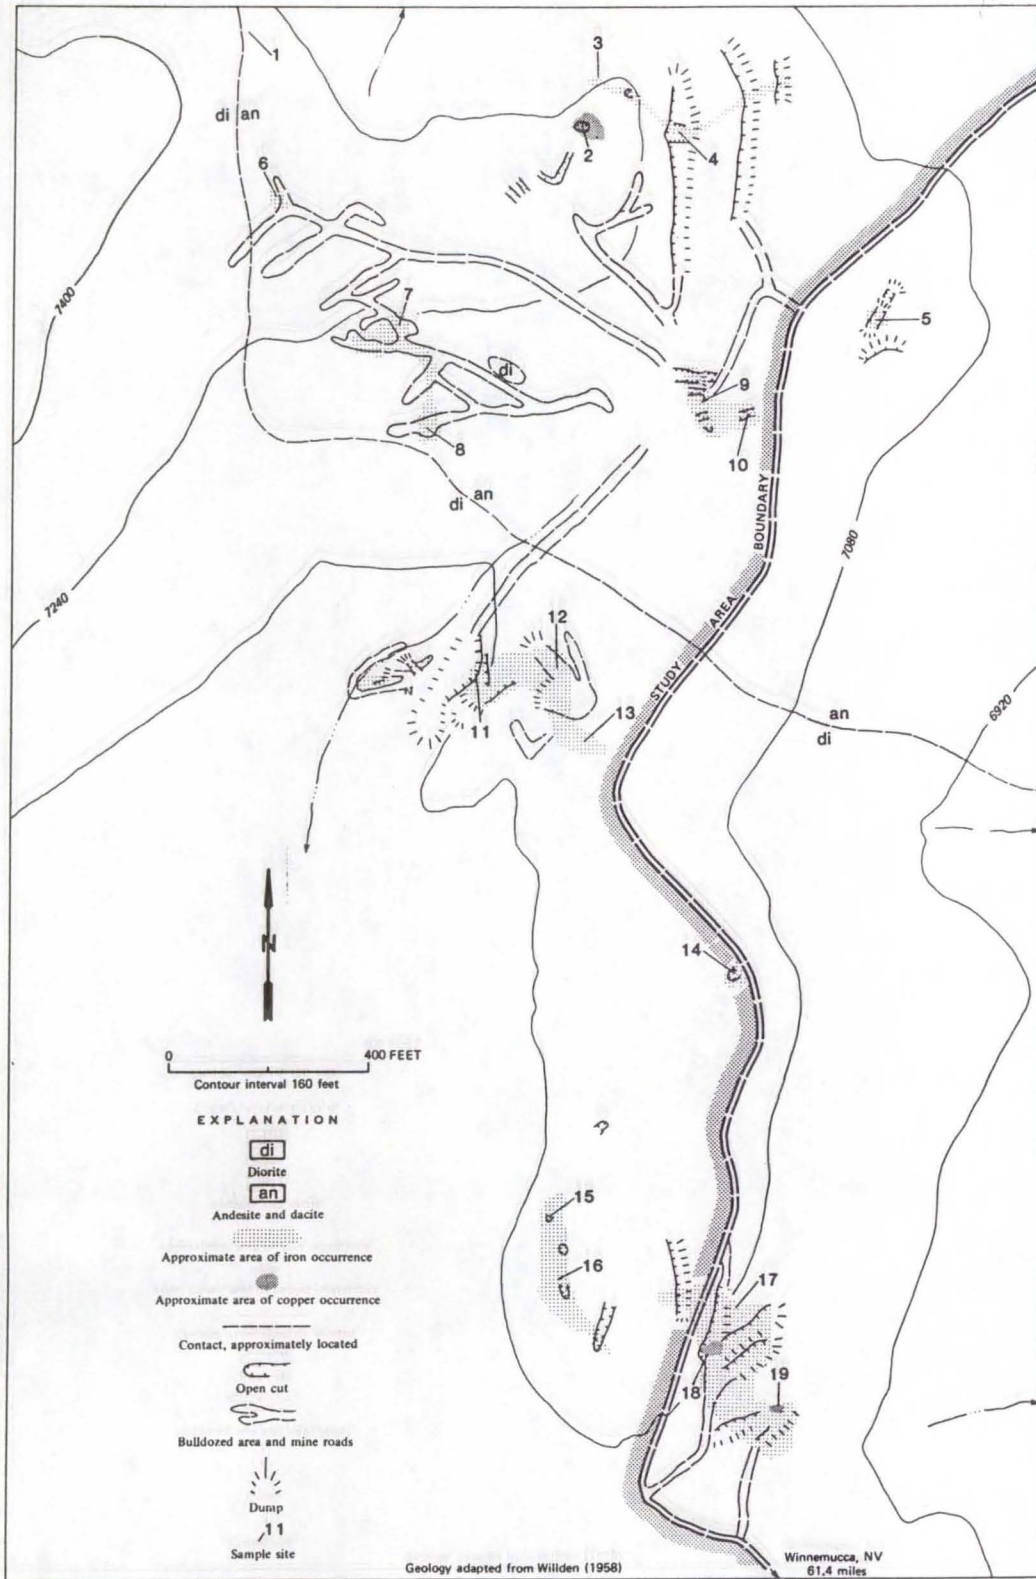 1
3
di an
2
4
6
7400
7
5
di
9
8
10
di an
BOUNDARY
7080
7240
AREA
12
STUDY
11
13
an
di
6920
N
14
0 400 FEET
Contour interval 160 feet
EXPLANATION
di
Diorite
an
Andesite and dacite
Approximate area of iron occurrence
Approximate area of copper occurrence
Contact, approximately located
Open cut
Bulldozed area and mine roads
Dump
11
Sample site
15
16
17
18
19
Geology adapted from Willden (1958)
Winnemucca, NV
61.4 miles